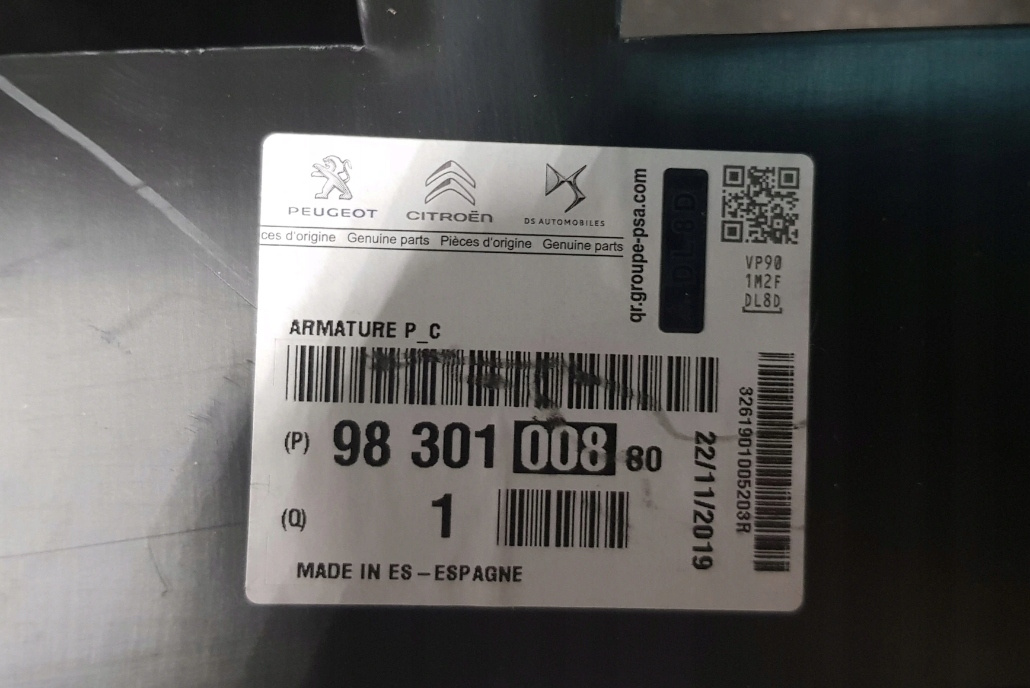 PEUGEOT
CITROËN
DS AUTOMOBILES
ces d'origine Genuine parts Pièces d'origine Genuine parts
qr.groupe-psa.com
DL8D
VP90
1M2F
DL8D
ARMATURE P_C
(P) 98 301 008 80
(Q) 1
22/11/2019
3261901005203R
MADE IN ES – ESPAGNE